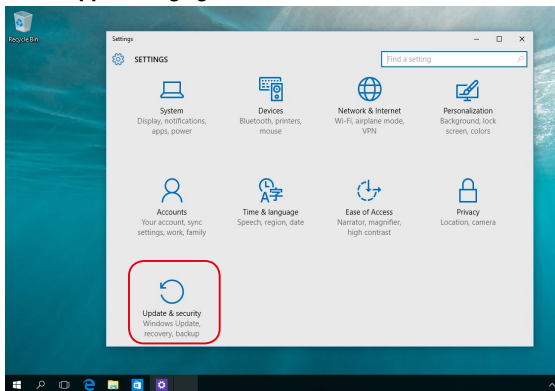 Recycle Bin
Settings
SETTINGS
Find a setting
System
Display, notifications,
apps, power
Devices
Bluetooth, printers,
mouse
Network & Internet
Wi-Fi, airplane mode,
VPN
Personalization
Background, lock
screen, colors
Accounts
Your account, sync
settings, work, family
Time & language
Speech, region, date
Ease of Access
Narrator, magnifier,
high contrast
Privacy
Location, camera
Update & security
Windows Update,
recovery, backup